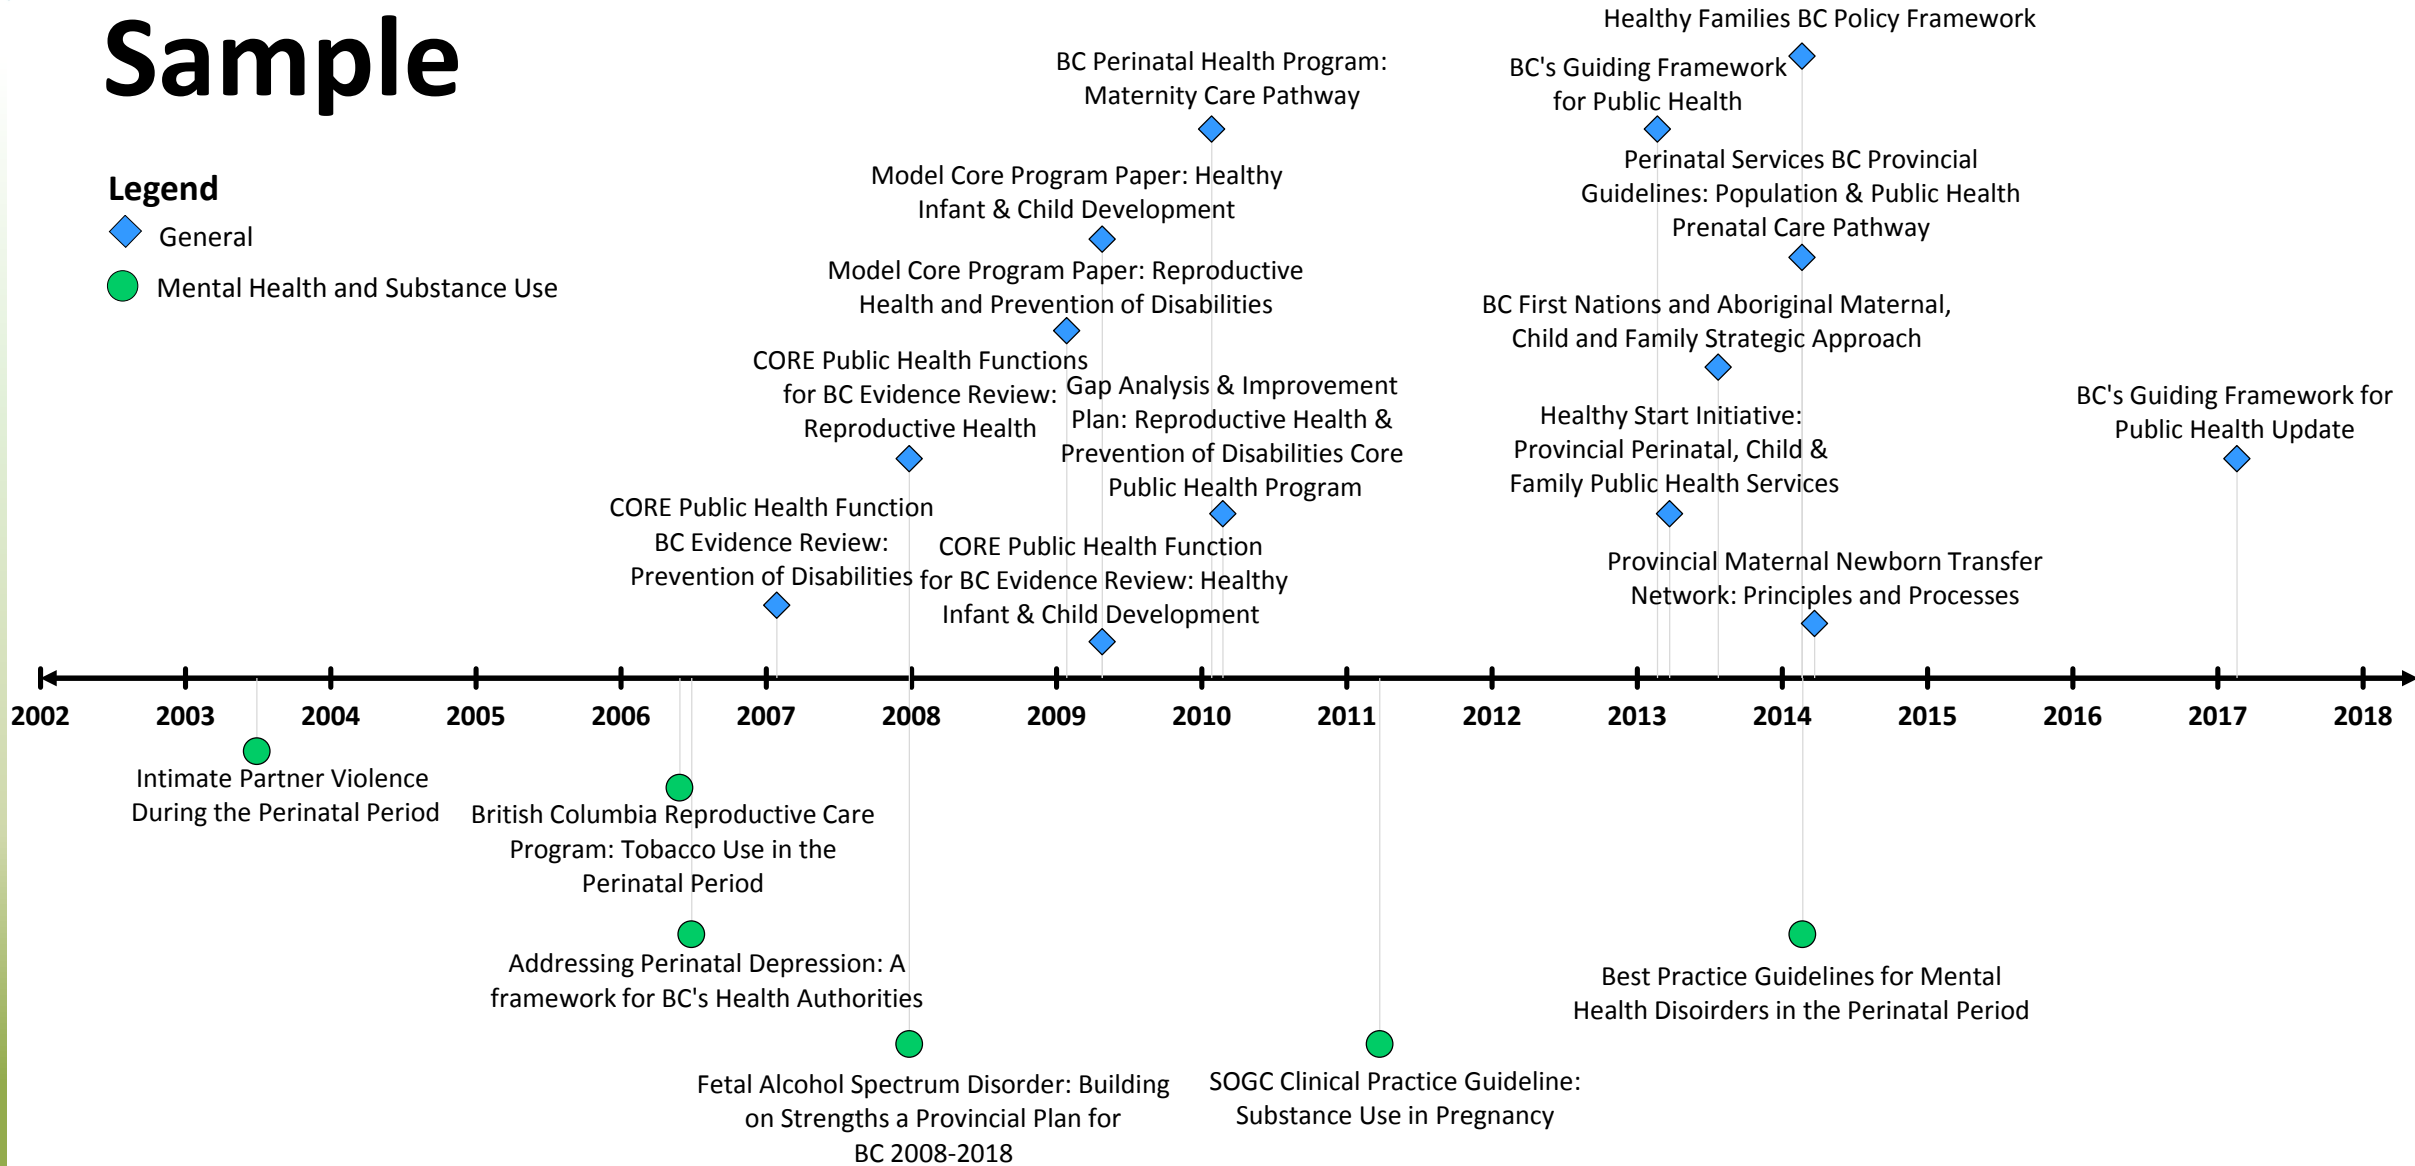 Sample
Legend
General
Mental Health and Substance Use
Healthy Families BC Policy Framework
BC Perinatal Health Program:
Maternity Care Pathway
BC's Guiding Framework
for Public Health
Model Core Program Paper: Healthy
Infant & Child Development
Perinatal Services BC Provincial
Guidelines: Population & Public Health
Prenatal Care Pathway
Model Core Program Paper: Reproductive
Health and Prevention of Disabilities
BC First Nations and Aboriginal Maternal,
Child and Family Strategic Approach
CORE Public Health Functions
for BC Evidence Review:
Reproductive Health
Gap Analysis & Improvement
Plan: Reproductive Health &
Prevention of Disabilities Core
Public Health Program
Healthy Start Initiative:
Provincial Perinatal, Child &
Family Public Health Services
BC's Guiding Framework for
Public Health Update
CORE Public Health Function
BC Evidence Review:
Prevention of Disabilities
CORE Public Health Function
for BC Evidence Review: Healthy
Infant & Child Development
Provincial Maternal Newborn Transfer
Network: Principles and Processes
2002 2003 2004 2005 2006 2007 2008 2009 2010 2011 2012 2013 2014 2015 2016 2017 2018
Intimate Partner Violence
During the Perinatal Period
British Columbia Reproductive Care
Program: Tobacco Use in the
Perinatal Period
Addressing Perinatal Depression: A
framework for BC's Health Authorities
Best Practice Guidelines for Mental
Health Disoirders in the Perinatal Period
Fetal Alcohol Spectrum Disorder: Building
on Strengths a Provincial Plan for
BC 2008-2018
SOGC Clinical Practice Guideline:
Substance Use in Pregnancy